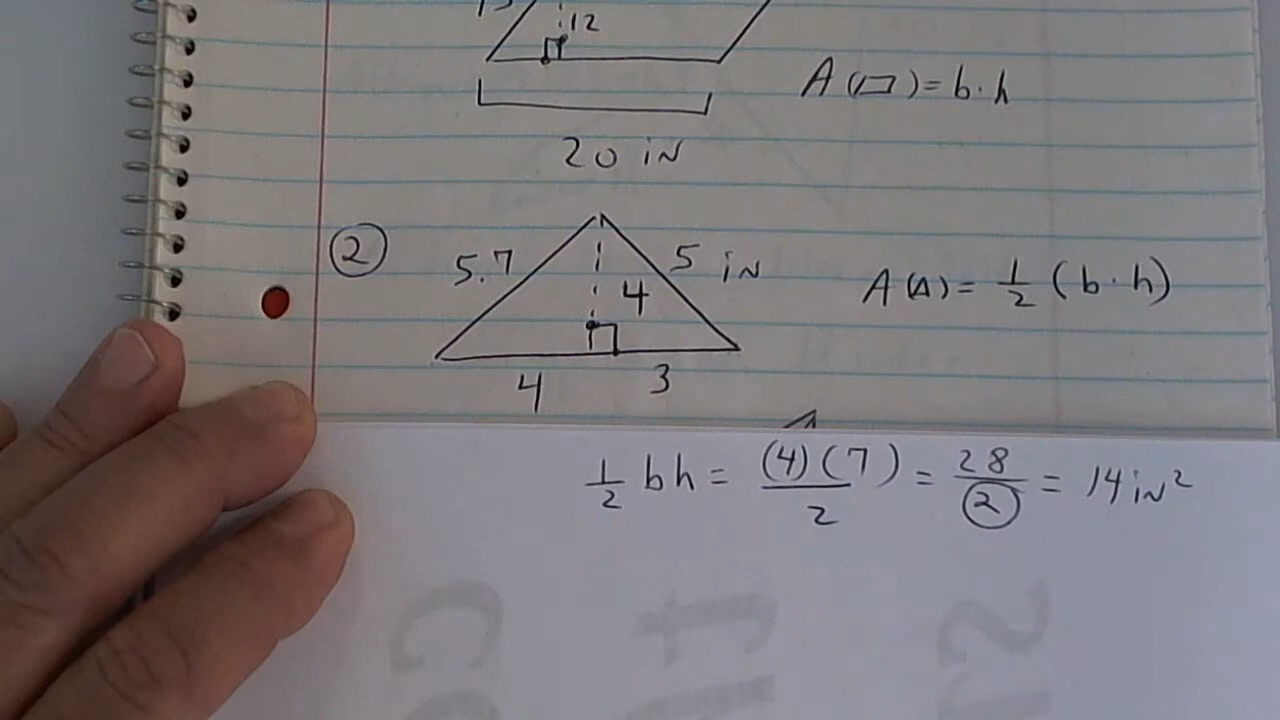 12
A(▱) = b·h
20 in
② 5.7 5 in
4
A(Δ) = 1/2 (b·h)
4 3
1/2 bh = (4)(7)/2 = 28/2 = 14 in²